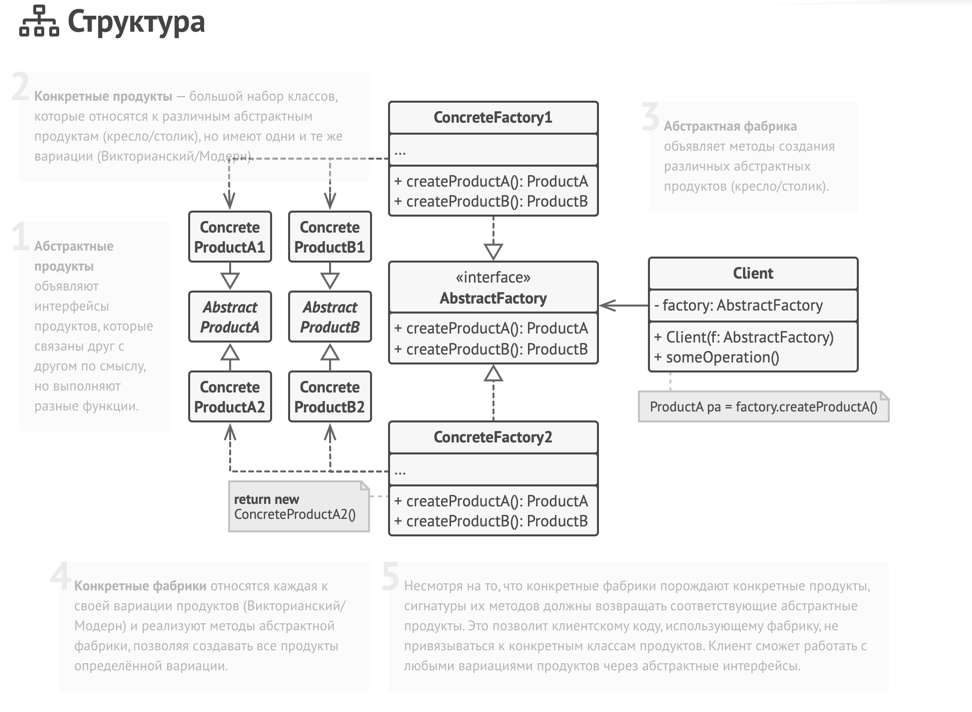 Структура
2
Конкретные продукты — большой набор классов,
которые относятся к различным абстрактным
продуктам (кресло/столик), но имеют одни и те же
вариации (Викторианский/Модерн).
ConcreteFactory1
...
+ createProductA(): ProductA
+ createProductB(): ProductB
3
Абстрактная фабрика
объявляет методы создания
различных абстрактных
продуктов (кресло/столик).
1
Абстрактные
продукты
объявляют
интерфейсы
продуктов, которые
связаны друг с
другом по смыслу,
но выполняют
разные функции.
Concrete
ProductA1
Concrete
ProductB1
Abstract
ProductA
Abstract
ProductB
Concrete
ProductA2
Concrete
ProductB2
«interface»
AbstractFactory
+ createProductA(): ProductA
+ createProductB(): ProductB
Client
- factory: AbstractFactory
+ Client(f: AbstractFactory)
+ someOperation()
ProductA pa = factory.createProductA()
ConcreteFactory2
...
+ createProductA(): ProductA
+ createProductB(): ProductB
return new
ConcreteProductA2()
4
Конкретные фабрики относятся каждая к
своей вариации продуктов (Викторианский/
Модерн) и реализуют методы абстрактной
фабрики, позволяя создавать все продукты
определённой вариации.
5
Несмотря на то, что конкретные фабрики порождают конкретные продукты,
сигнатуры их методов должны возвращать соответствующие абстрактные
продукты. Это позволит клиентскому коду, использующему фабрику, не
привязываться к конкретным классам продуктов. Клиент сможет работать с
любыми вариациями продуктов через абстрактные интерфейсы.